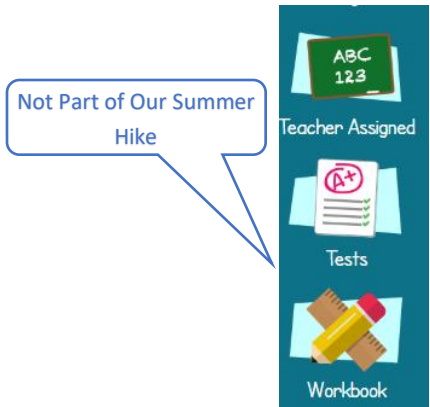 Not Part of Our Summer
Hike
ABC
123
Teacher Assigned
A+
Tests
Workbook